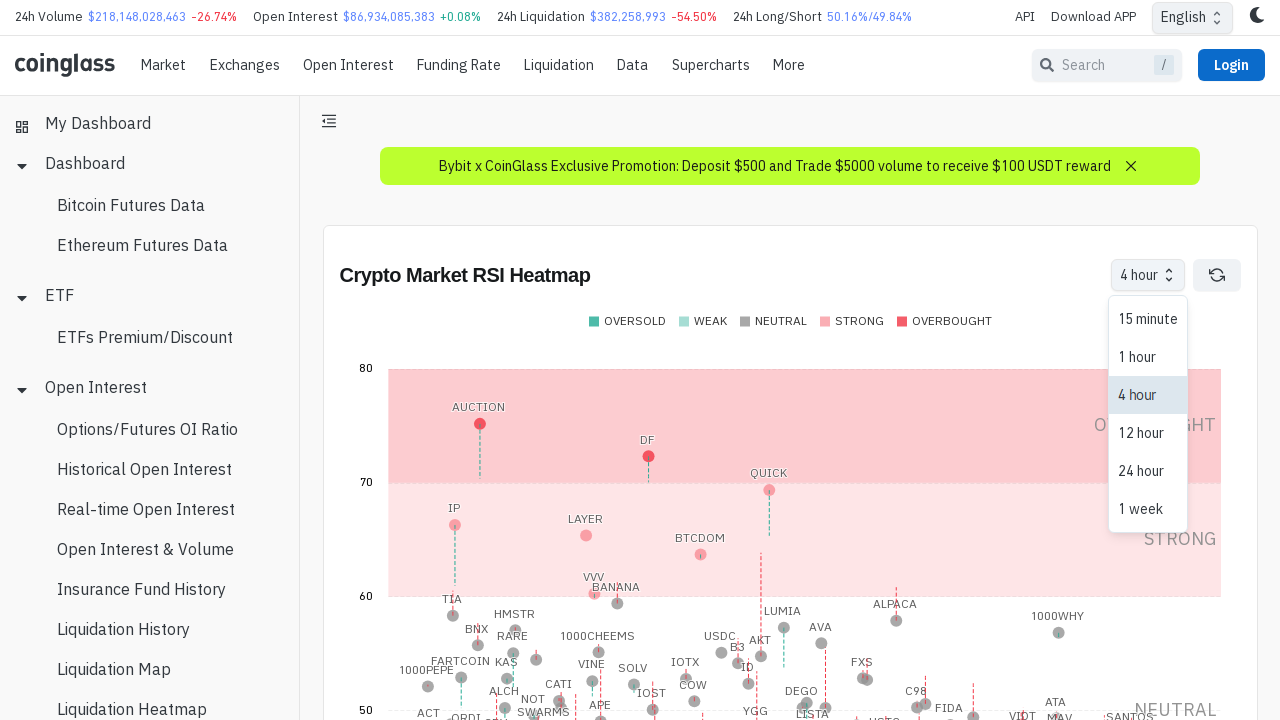 24h Volume $218,148,028,463 -26.74% Open Interest $86,934,085,383 +0.08% 24h Liquidation $382,258,993 -54.50% 24h Long/Short 50.16%/49.84% API Download APP English
coinglass Market Exchanges Open Interest Funding Rate Liquidation Data Supercharts More Search / Login
My Dashboard
Dashboard
Bitcoin Futures Data
Ethereum Futures Data
ETF
ETFs Premium/Discount
Open Interest
Options/Futures OI Ratio
Historical Open Interest
Real-time Open Interest
Open Interest & Volume
Insurance Fund History
Liquidation History
Liquidation Map
Liquidation Heatmap
Bybit x CoinGlass Exclusive Promotion: Deposit $500 and Trade $5000 volume to receive $100 USDT reward
Crypto Market RSI Heatmap
4 hour
15 minute
1 hour
4 hour
12 hour
24 hour
1 week
OVERSOLD WEAK NEUTRAL STRONG OVERBOUGHT
80
AUCTION
DF
QUICK
70
IP
LAYER
BTCDOM
STRONG
VVV
BANANA
60
TIA
HMSTR
LUMIA
ALPACA
1000WHY
BNX
RARE
1000CHEEMS
USDC
B3
AKT
AVA
FARTCOIN
KAS
1000PEPE
VINE
SOLV
IOTX
ID
FXS
ALCH
NOT
CATI
IOST
COW
DEGO
C98
ATA
50
ACT
SWARMS
APE
YGG
LISTA
FIDA
NEUTRAL